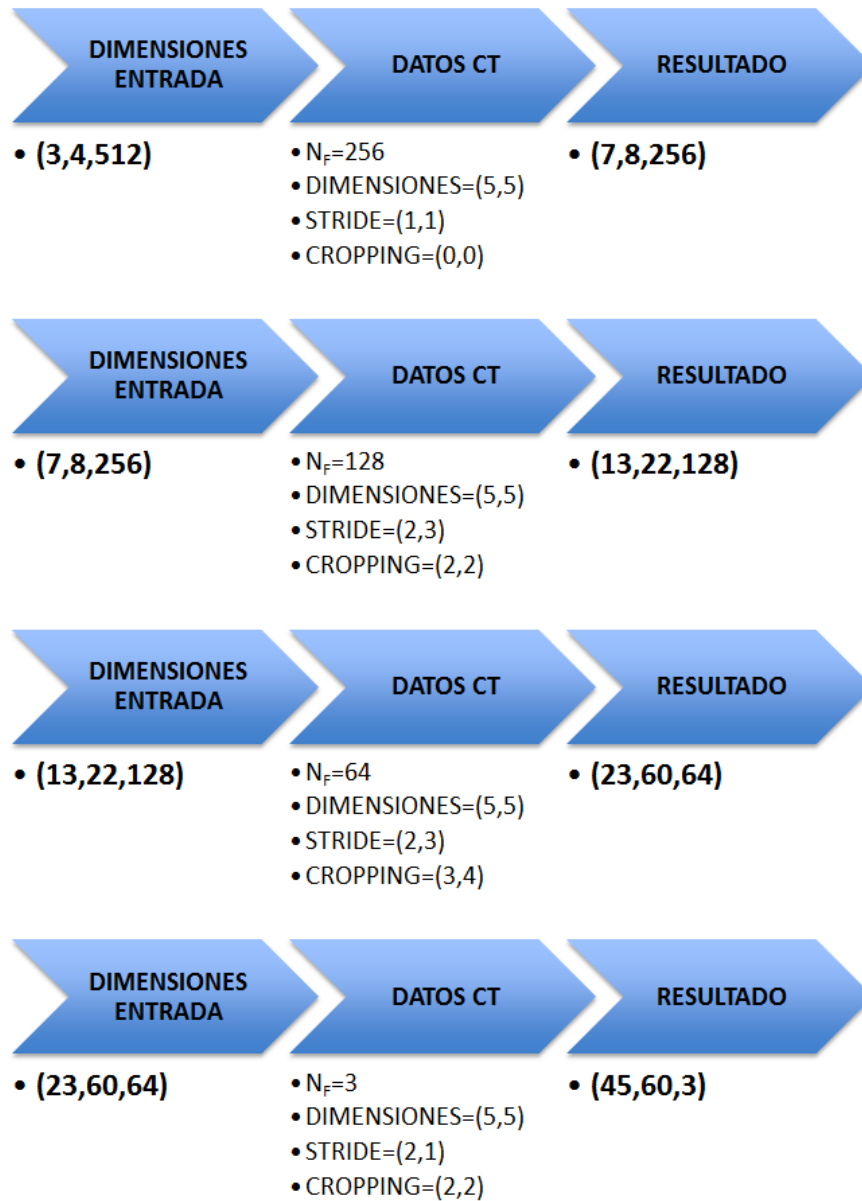 DIMENSIONES
ENTRADA
DATOS CT
RESULTADO
• (3,4,512)
• N_F=256
• DIMENSIONES=(5,5)
• STRIDE=(1,1)
• CROPPING=(0,0)
• (7,8,256)
DIMENSIONES
ENTRADA
DATOS CT
RESULTADO
• (7,8,256)
• N_F=128
• DIMENSIONES=(5,5)
• STRIDE=(2,3)
• CROPPING=(2,2)
• (13,22,128)
DIMENSIONES
ENTRADA
DATOS CT
RESULTADO
• (13,22,128)
• N_F=64
• DIMENSIONES=(5,5)
• STRIDE=(2,3)
• CROPPING=(3,4)
• (23,60,64)
DIMENSIONES
ENTRADA
DATOS CT
RESULTADO
• (23,60,64)
• N_F=3
• DIMENSIONES=(5,5)
• STRIDE=(2,1)
• CROPPING=(2,2)
• (45,60,3)